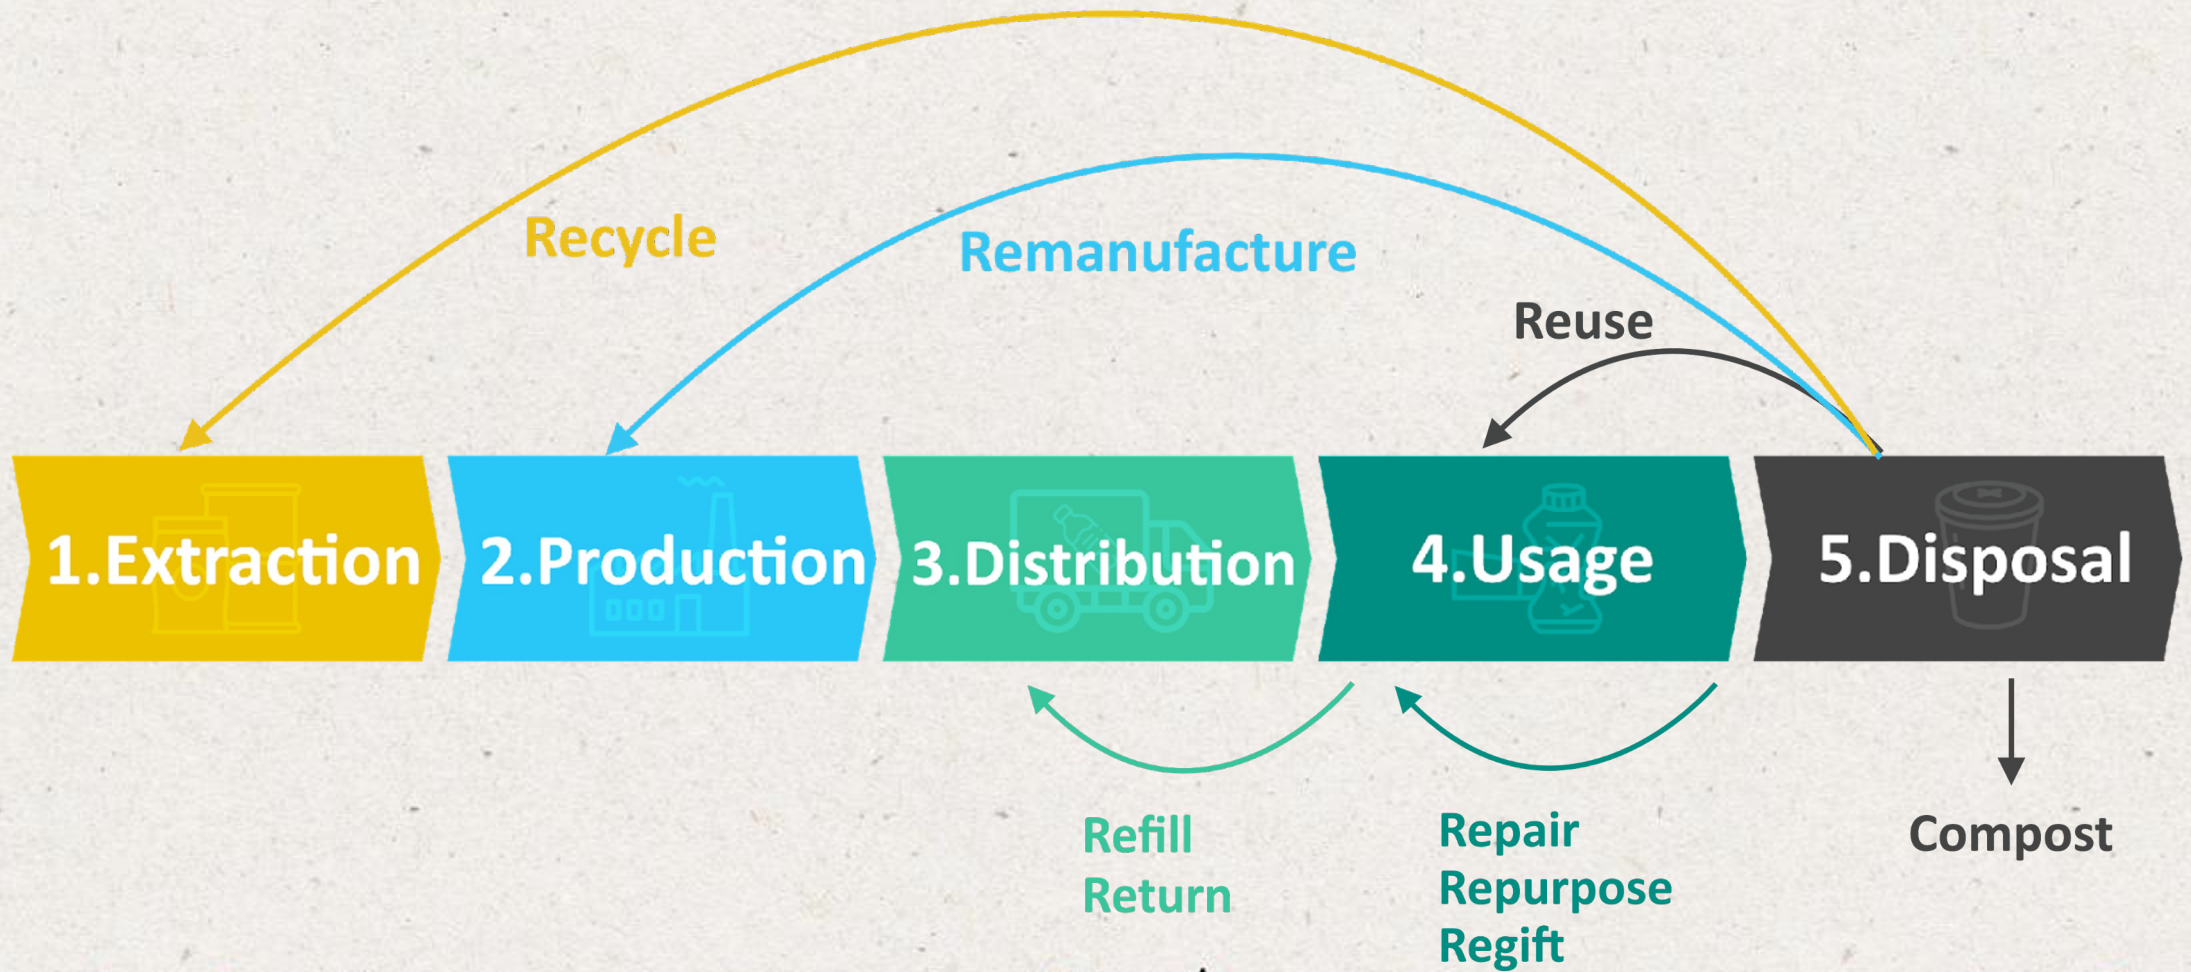 Recycle
Remanufacture
Reuse
1.Extraction
2.Production
3.Distribution
4.Usage
5.Disposal
Refill
Return
Repair
Repurpose
Regift
Compost